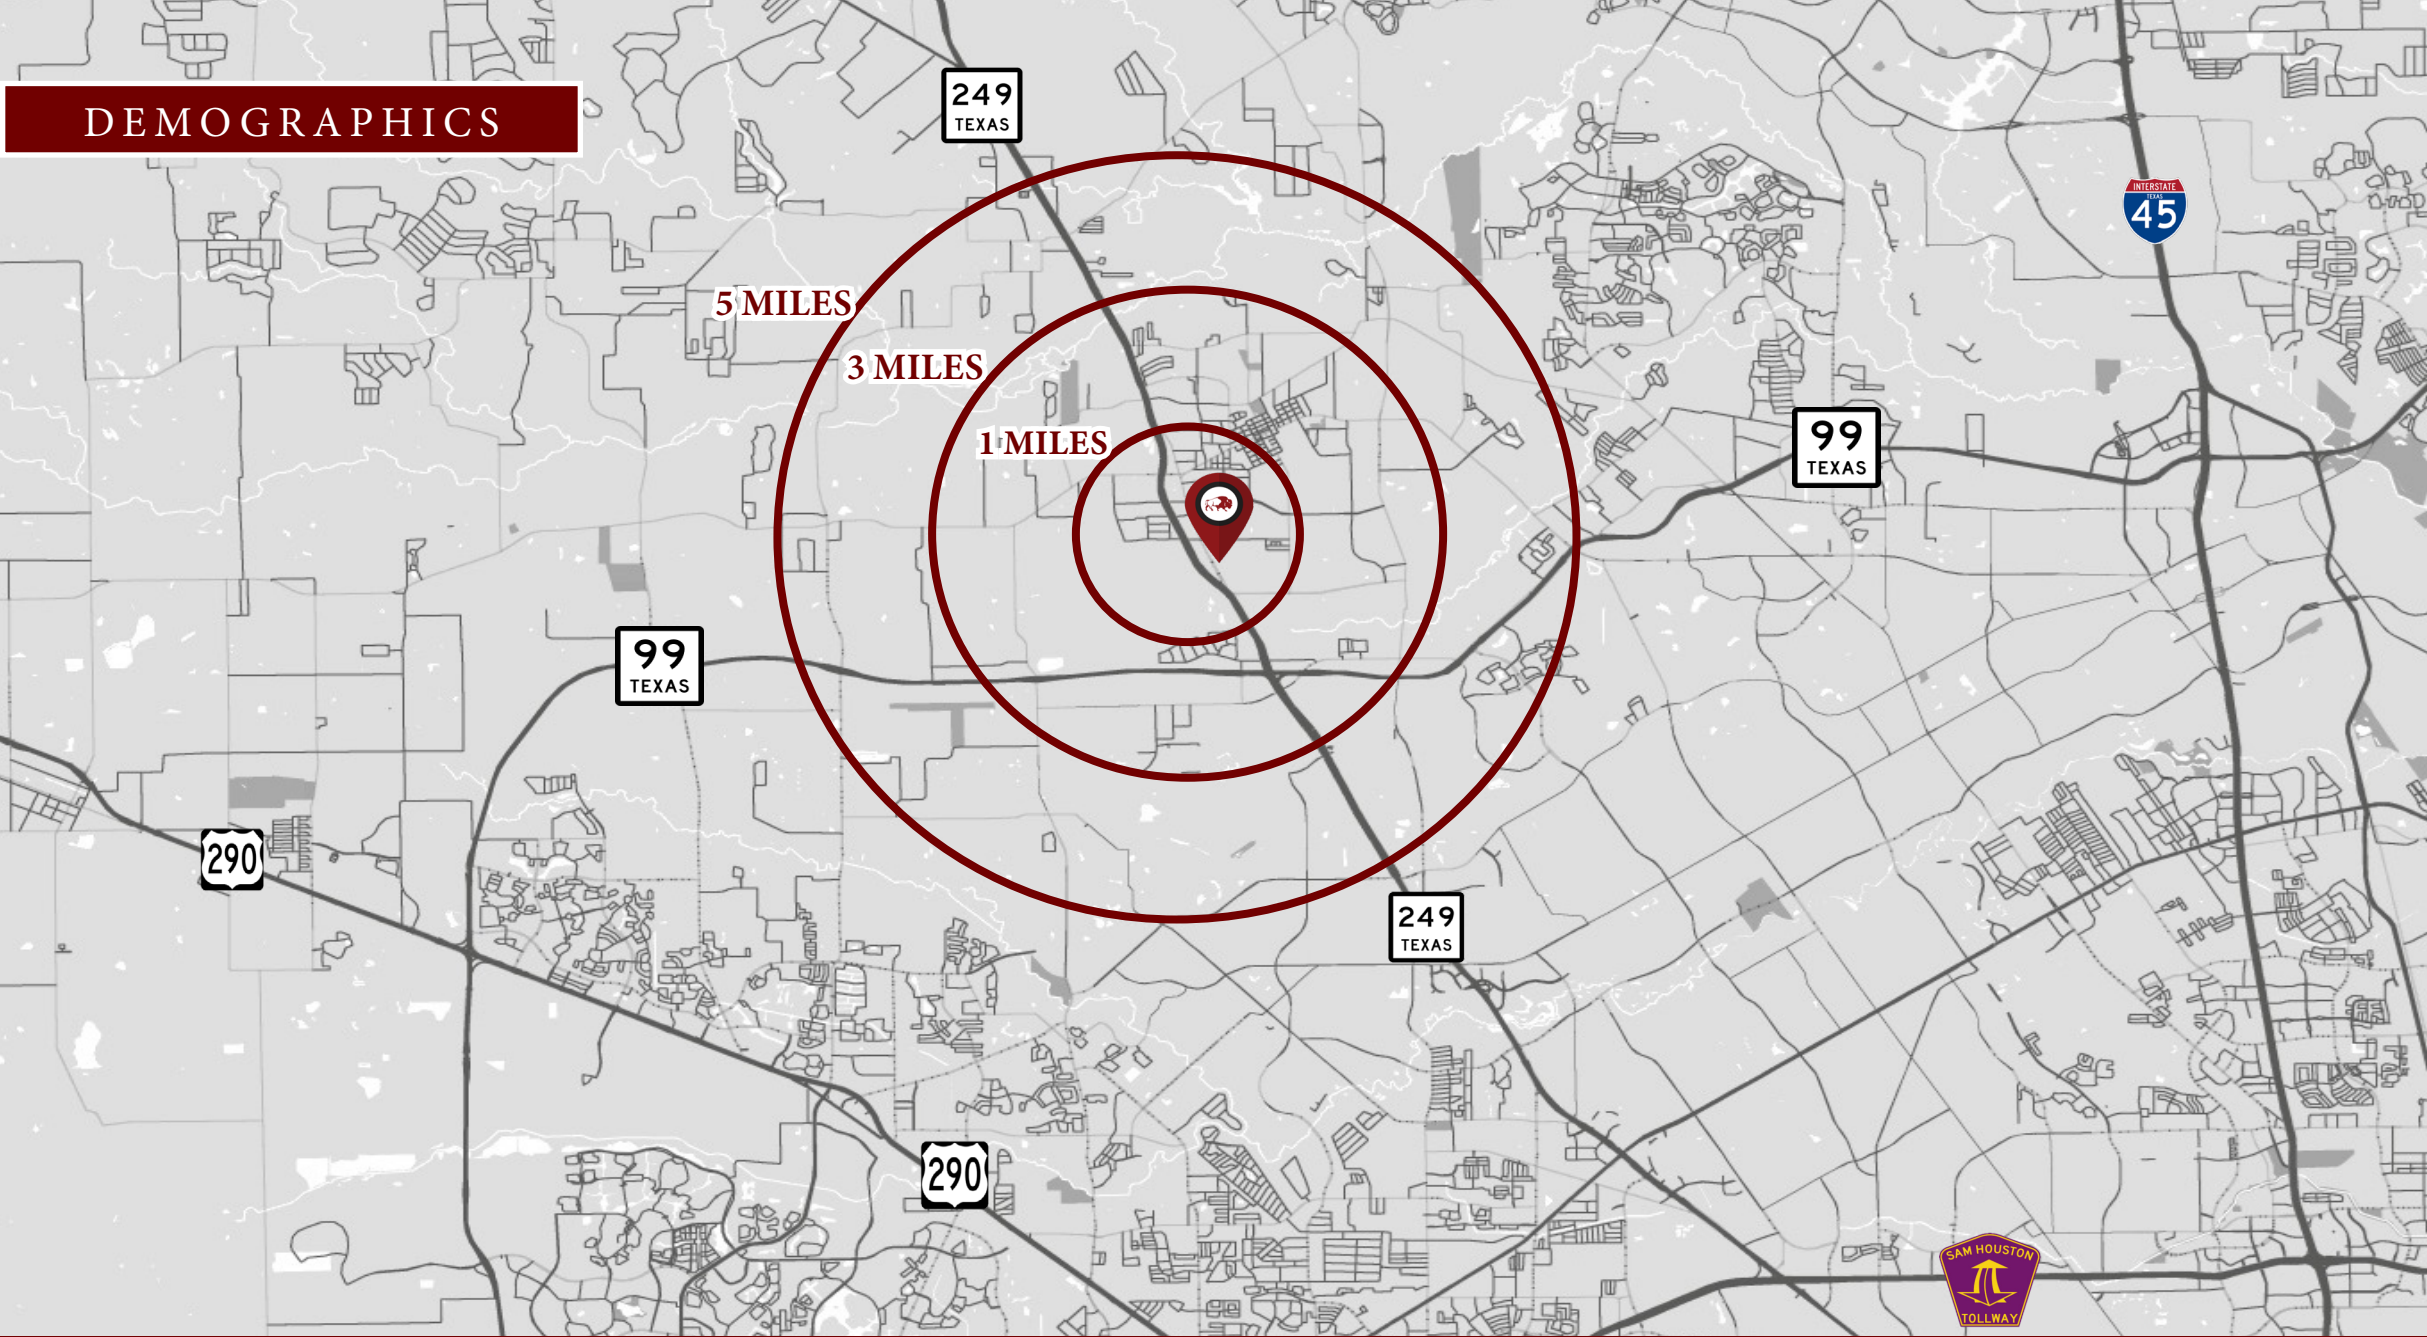 249
TEXAS
DEMOGRAPHICS
INTERSTATE
TEXAS
45
5 MILES
3 MILES
1 MILES
99
TEXAS
99
TEXAS
290
249
TEXAS
290
SAM HOUSTON
TOLLWAY